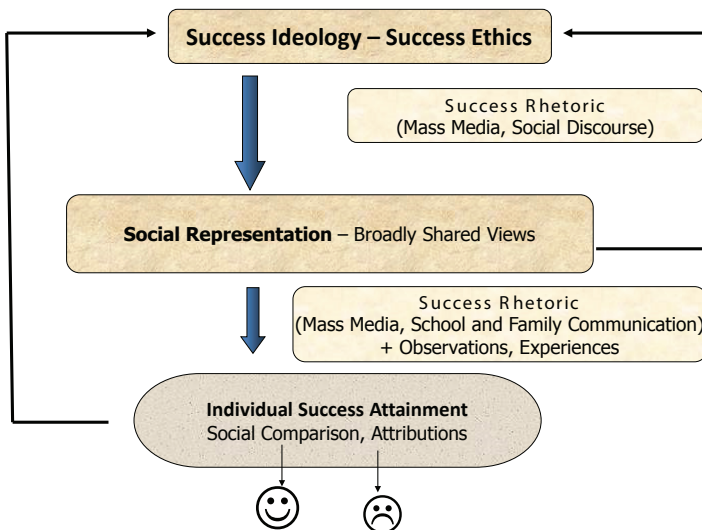 Success Ideology – Success Ethics
Success Rhetoric
(Mass Media, Social Discourse)
Social Representation – Broadly Shared Views
Success Rhetoric
(Mass Media, School and Family Communication)
+ Observations, Experiences
Individual Success Attainment
Social Comparison, Attributions